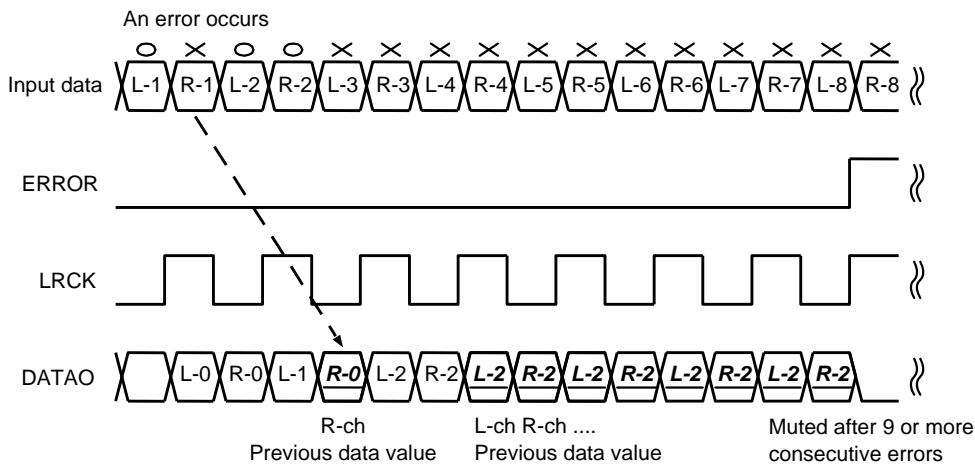 An error occurs
O X O O X X X X X X X X X X X X
Input data L-1 R-1 L-2 R-2 L-3 R-3 L-4 R-4 L-5 R-5 L-6 R-6 L-7 R-7 L-8 R-8
ERROR
LRCK
DATAO L-0 R-0 L-1 R-0 L-2 R-2 L-2 R-2 L-2 R-2 L-2 R-2 L-2 R-2
R-ch
Previous data value
L-ch R-ch ....
Previous data value
Muted after 9 or more
consecutive errors